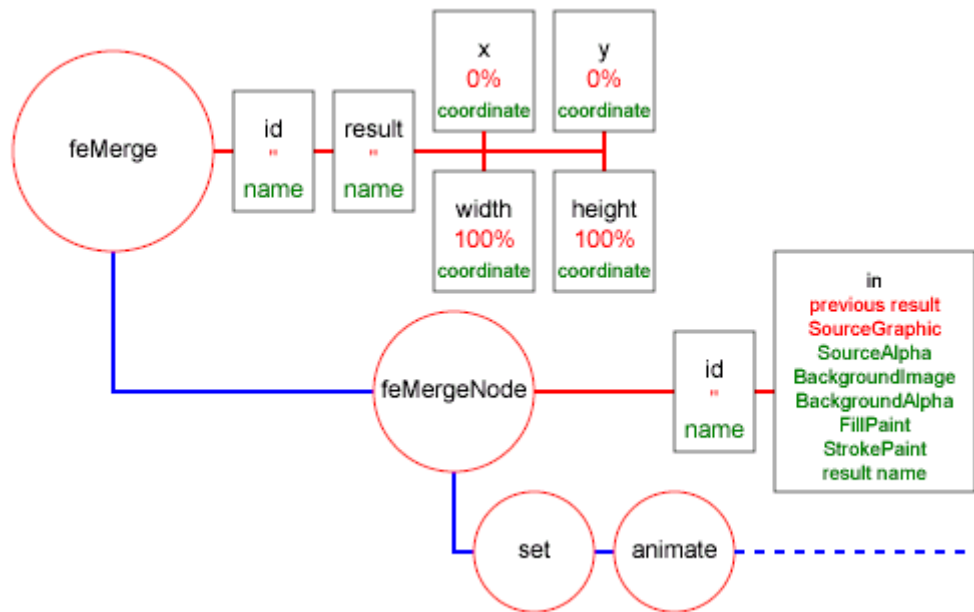 feMerge
id
"
name
result
"
name
x
0%
coordinate
y
0%
coordinate
width
100%
coordinate
height
100%
coordinate
feMergeNode
id
"
name
in
previous result
SourceGraphic
SourceAlpha
BackgroundImage
BackgroundAlpha
FillPaint
StrokePaint
result name
set
animate